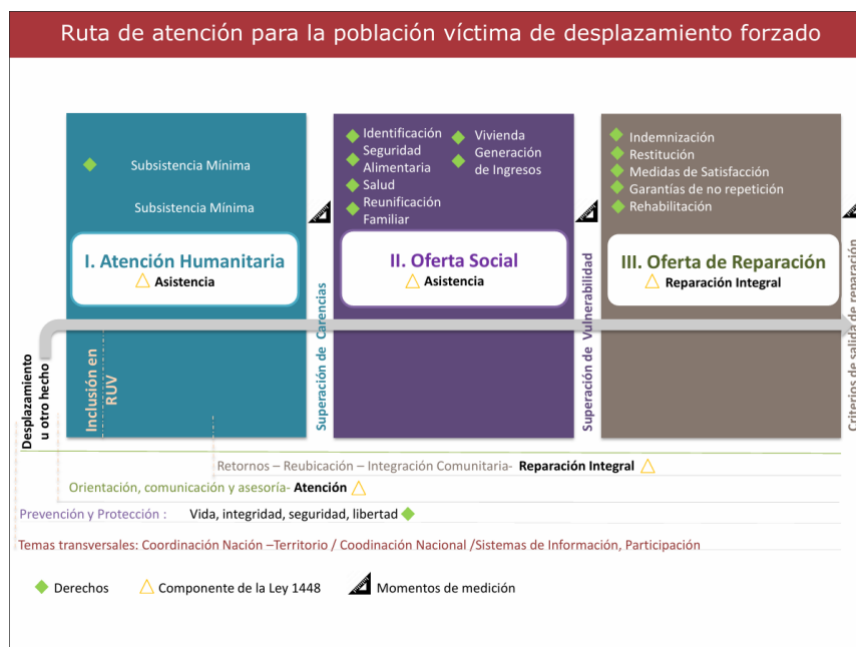 Ruta de atención para la población víctima de desplazamiento forzado
Subsistencia Mínima
Subsistencia Mínima
I. Atención Humanitaria
Asistencia
Identificación
Seguridad
Alimentaria
Salud
Reunificación
Familiar
Vivienda
Generación
de Ingresos
II. Oferta Social
Asistencia
Indemnización
Restitución
Medidas de Satisfacción
Garantías de no repetición
Rehabilitación
III. Oferta de Reparación
Reparación Integral
Desplazamiento
u otro hecho
Inclusión en
RUV
Superación de Carencias
Superación de Vulnerabilidad
Criterios de salida de reparación
Retornos – Reubicación – Integración Comunitaria- Reparación Integral
Orientación, comunicación y asesoría- Atención
Prevención y Protección : Vida, integridad, seguridad, libertad
Temas transversales: Coordinación Nación –Territorio / Coodinación Nacional /Sistemas de Información, Participación
Derechos
Componente de la Ley 1448
Momentos de medición